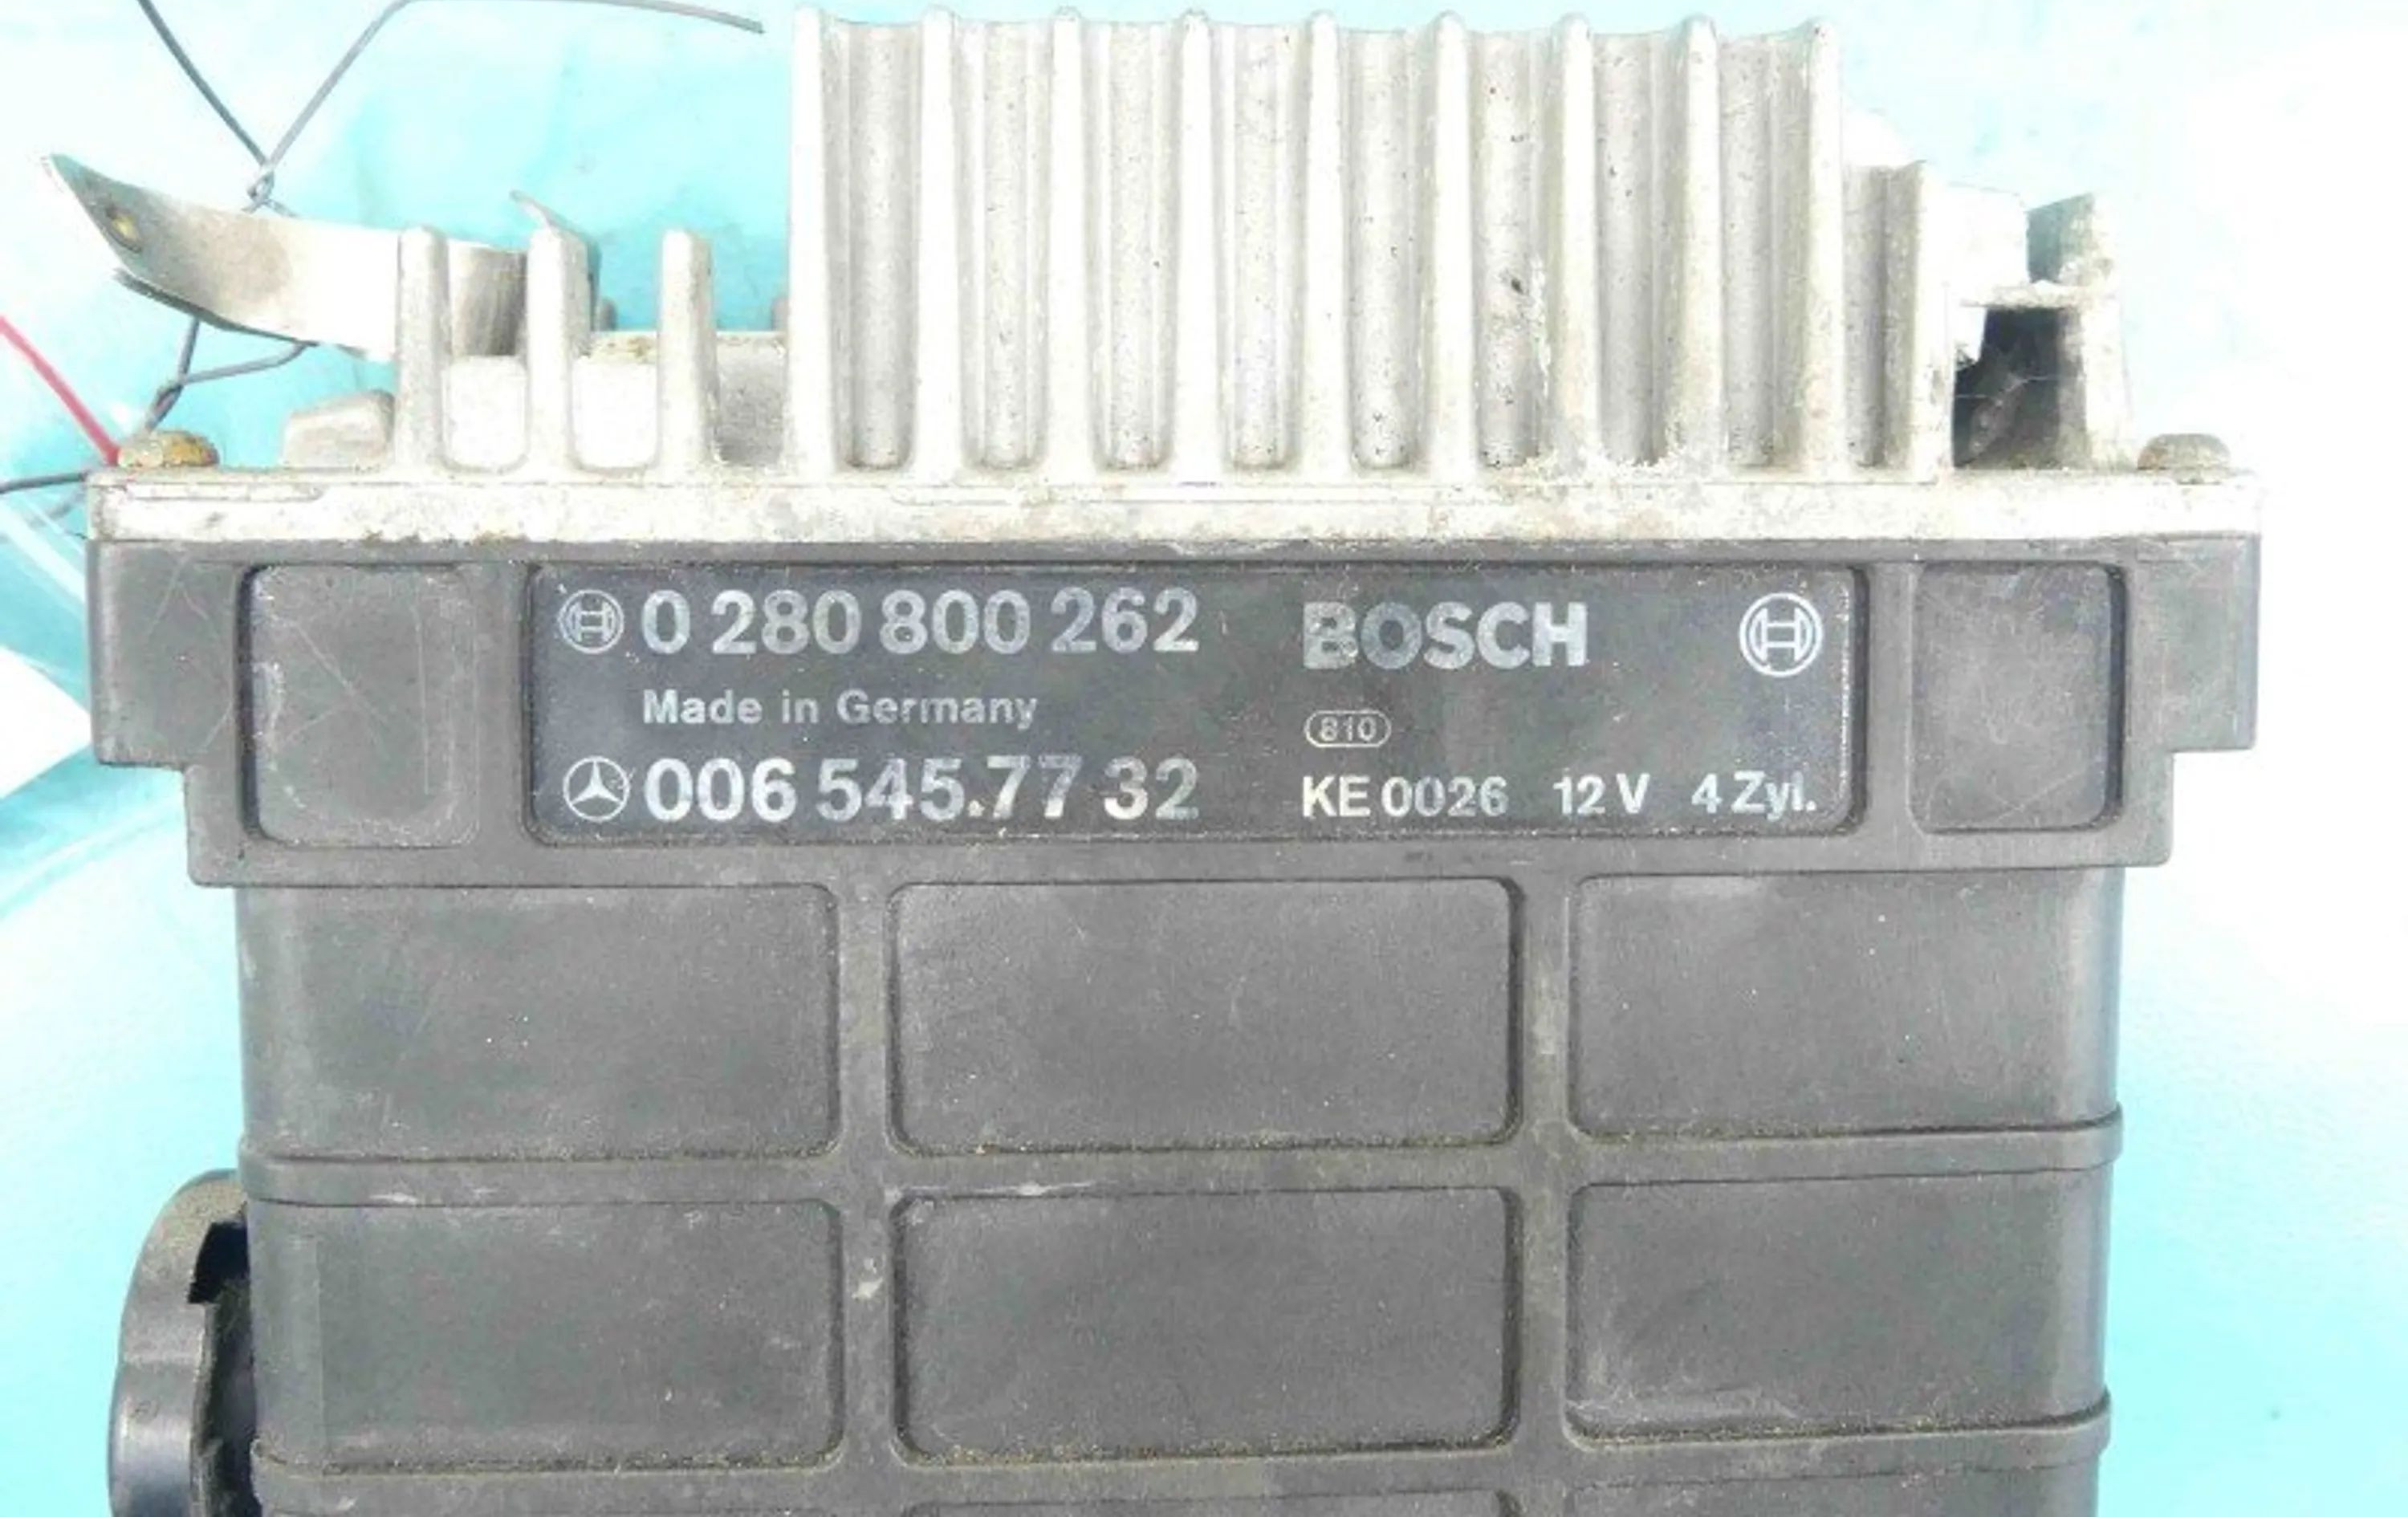 0 280 800 262 BOSCH
Made in Germany
810
006 545.77 32 KE 0026 12 V 4 Zyl.